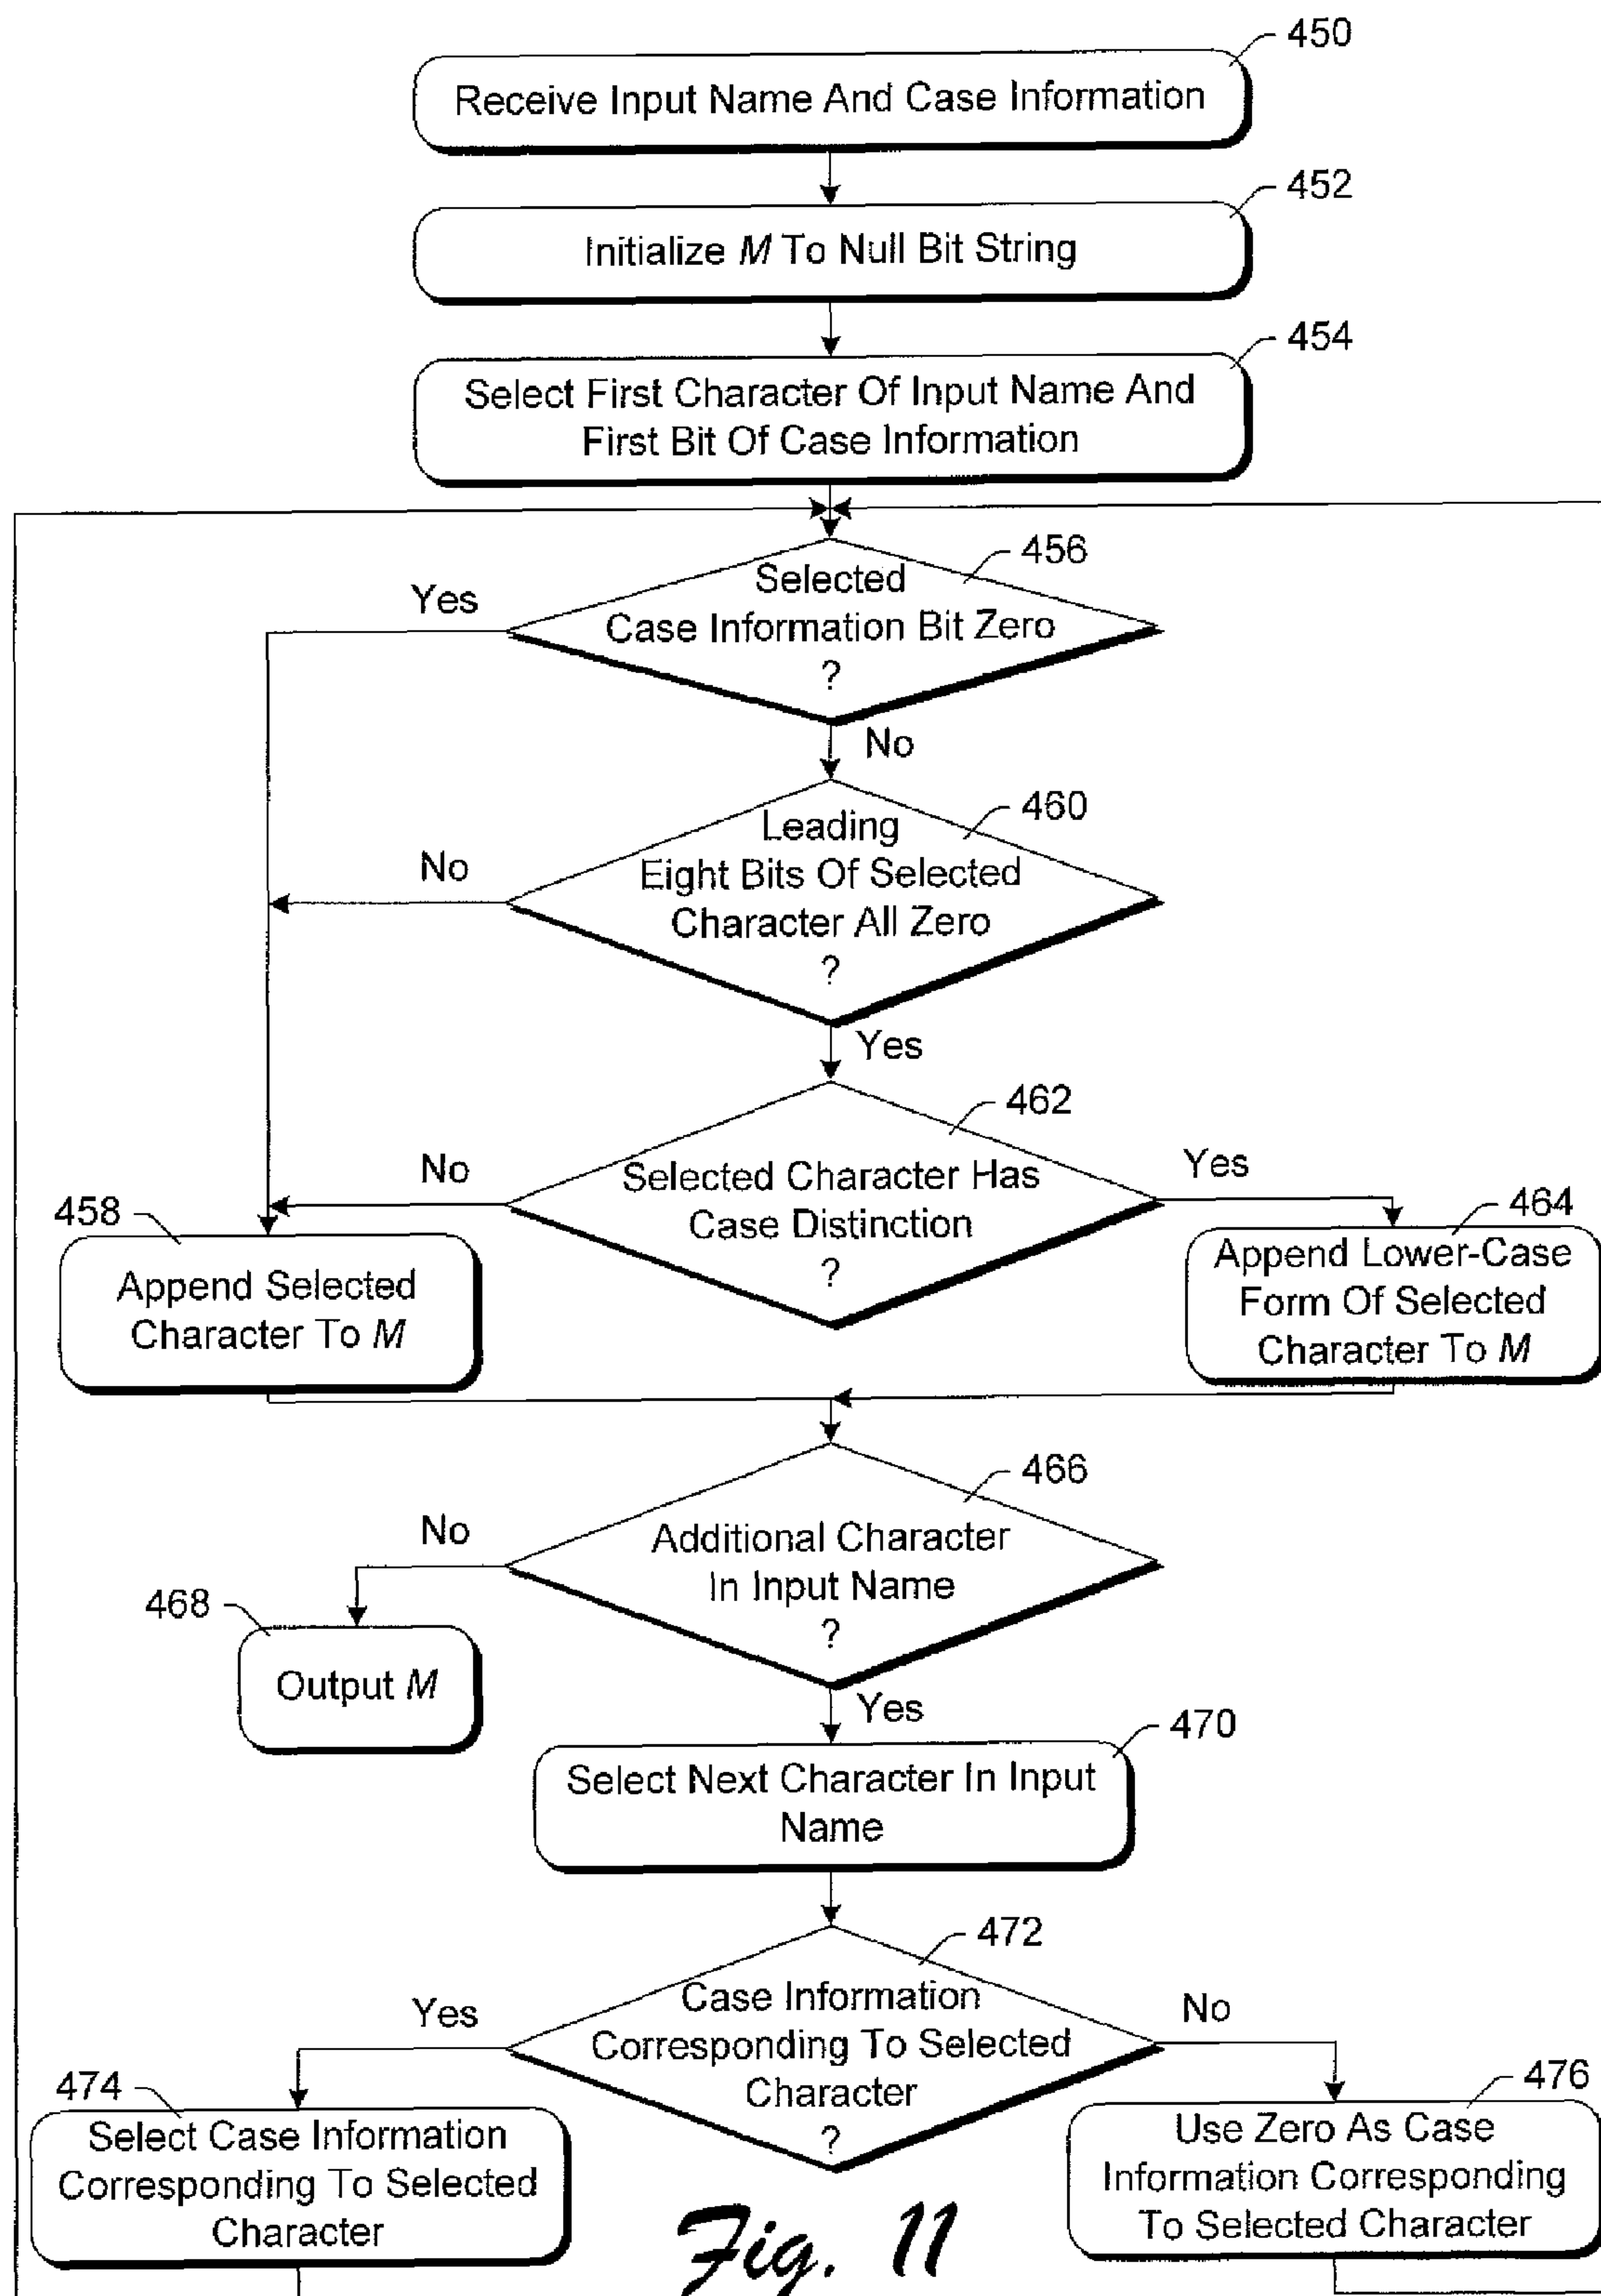 450
Receive Input Name And Case Information
452
Initialize M To Null Bit String
454
Select First Character Of Input Name And
First Bit Of Case Information
456
Yes
Selected
Case Information Bit Zero
?
No
460
Leading
No
Eight Bits Of Selected
Character All Zero
?
Yes
462
No
Selected Character Has
Yes
Case Distinction
?
458
Append Selected
Character To M
464
Append Lower-Case
Form Of Selected
Character To M
466
No
Additional Character
In Input Name
?
468
Output M
Yes
470
Select Next Character In Input
Name
472
Yes
Case Information
No
Corresponding To Selected
Character
?
474
Select Case Information
Corresponding To Selected
Character
476
Use Zero As Case
Information Corresponding
To Selected Character
Fig. 11